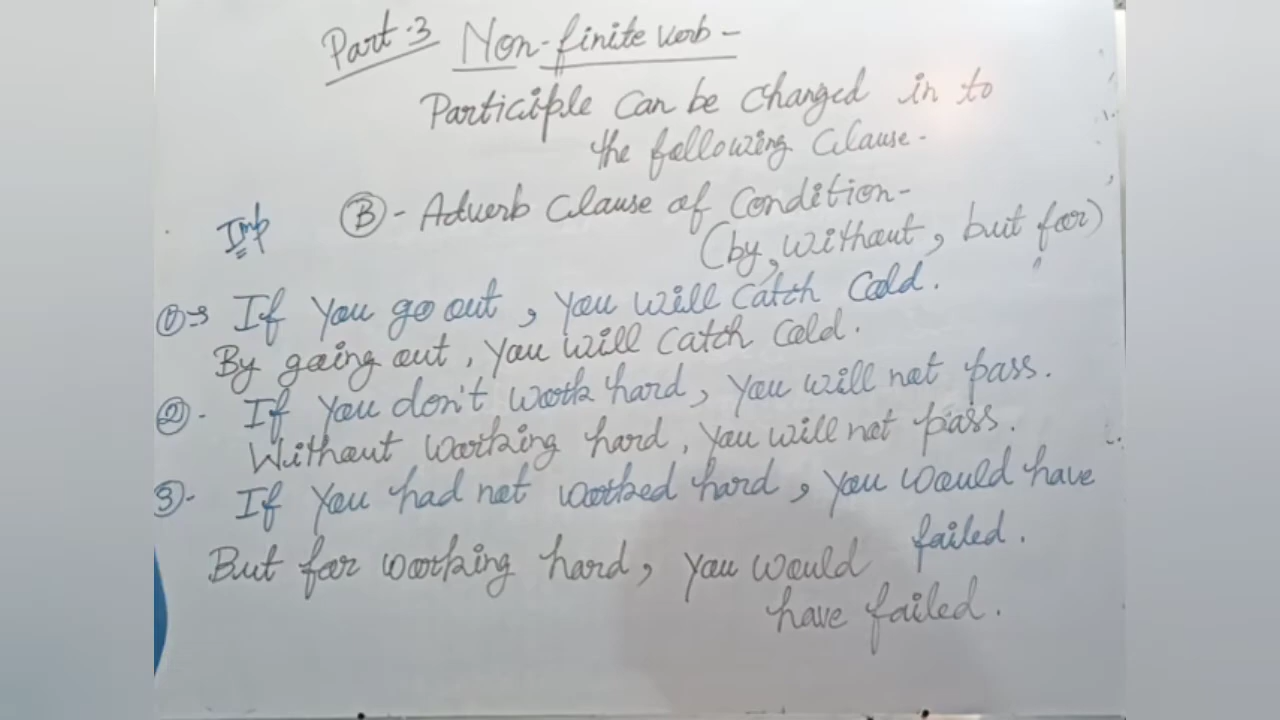 Part-3 Non-finite verb-
Participle can be changed in to
the following Clause-
Imp (B)- Adverb Clause of Condition-
(by, without, but for)
①→ If you go out, you will catch cold.
By going out, you will catch cold.
②- If you don't work hard, you will not pass.
Without working hard, you will not pass.
3)- If you had not worked hard, you would have
failed.
But for working hard, you would
have failed.